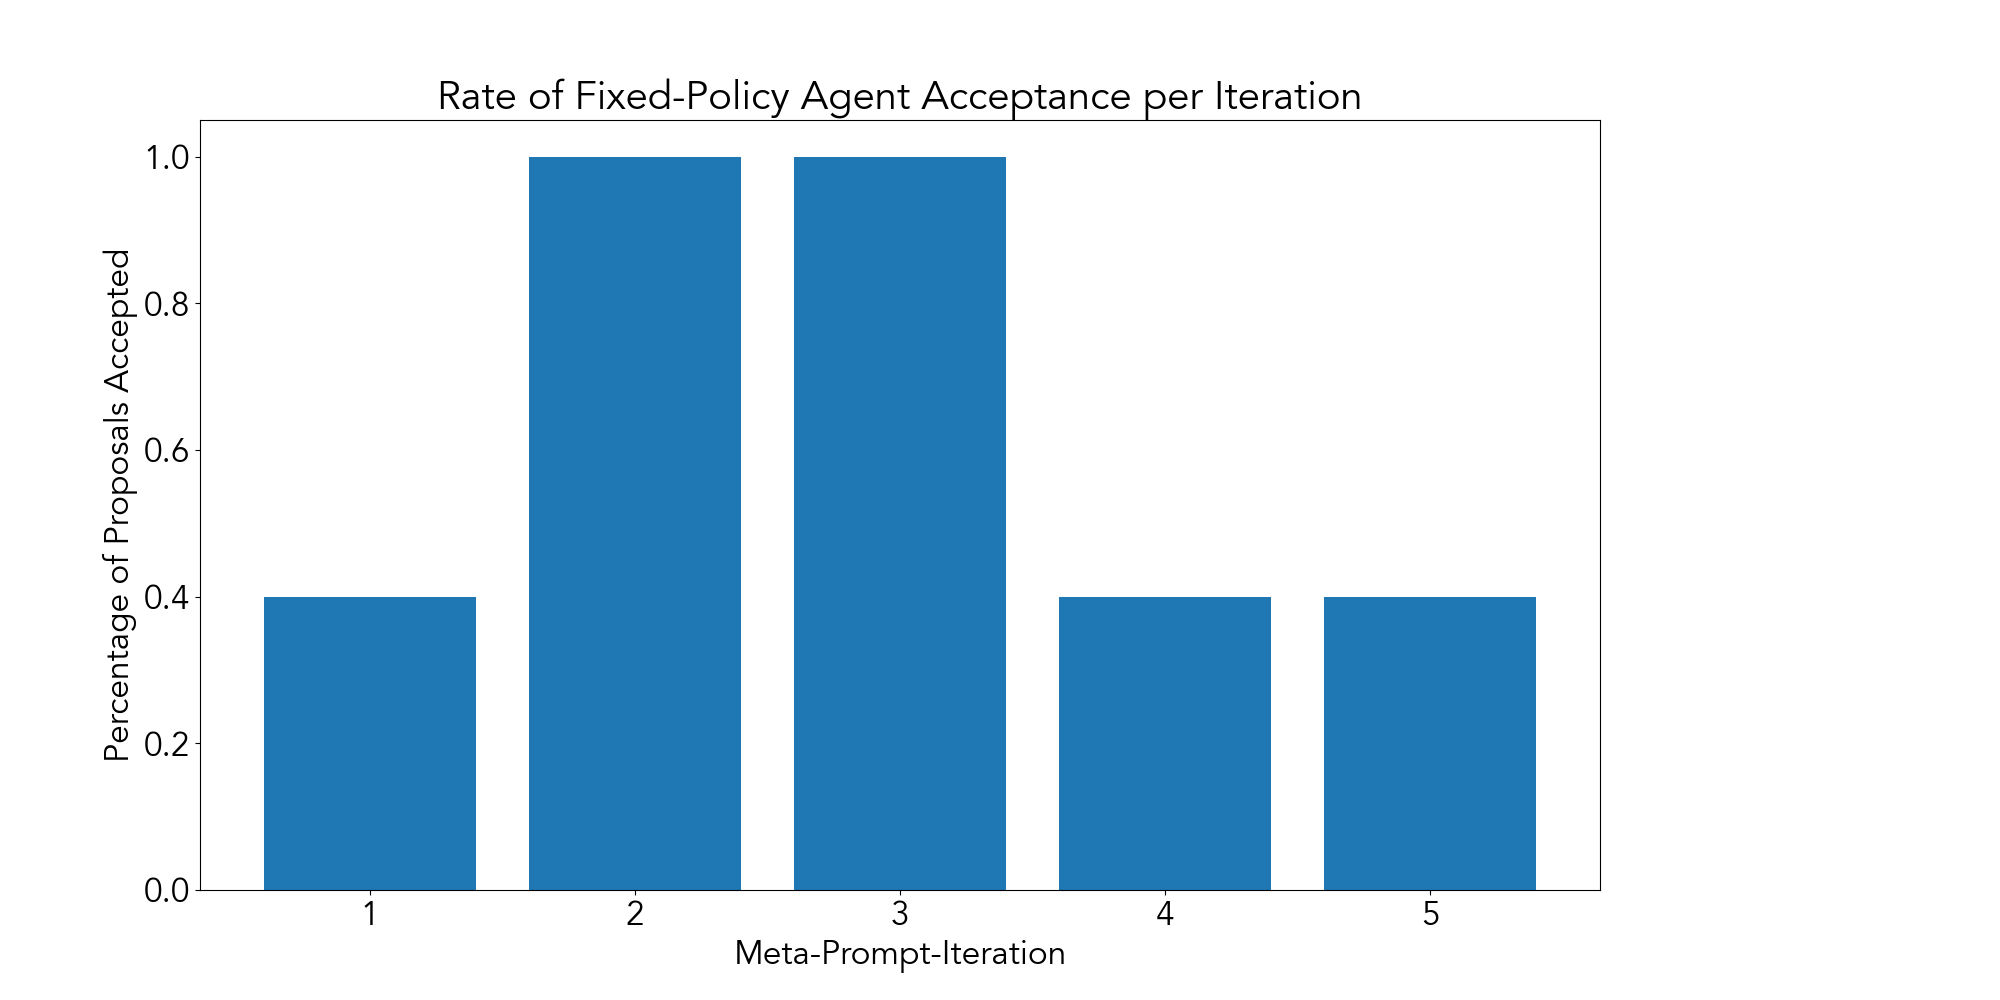 Rate of Fixed-Policy Agent Acceptance per Iteration
Percentage of Proposals Accepted
1.0
0.8
0.6
0.4
0.2
0.0
1 2 3 4 5
Meta-Prompt-Iteration